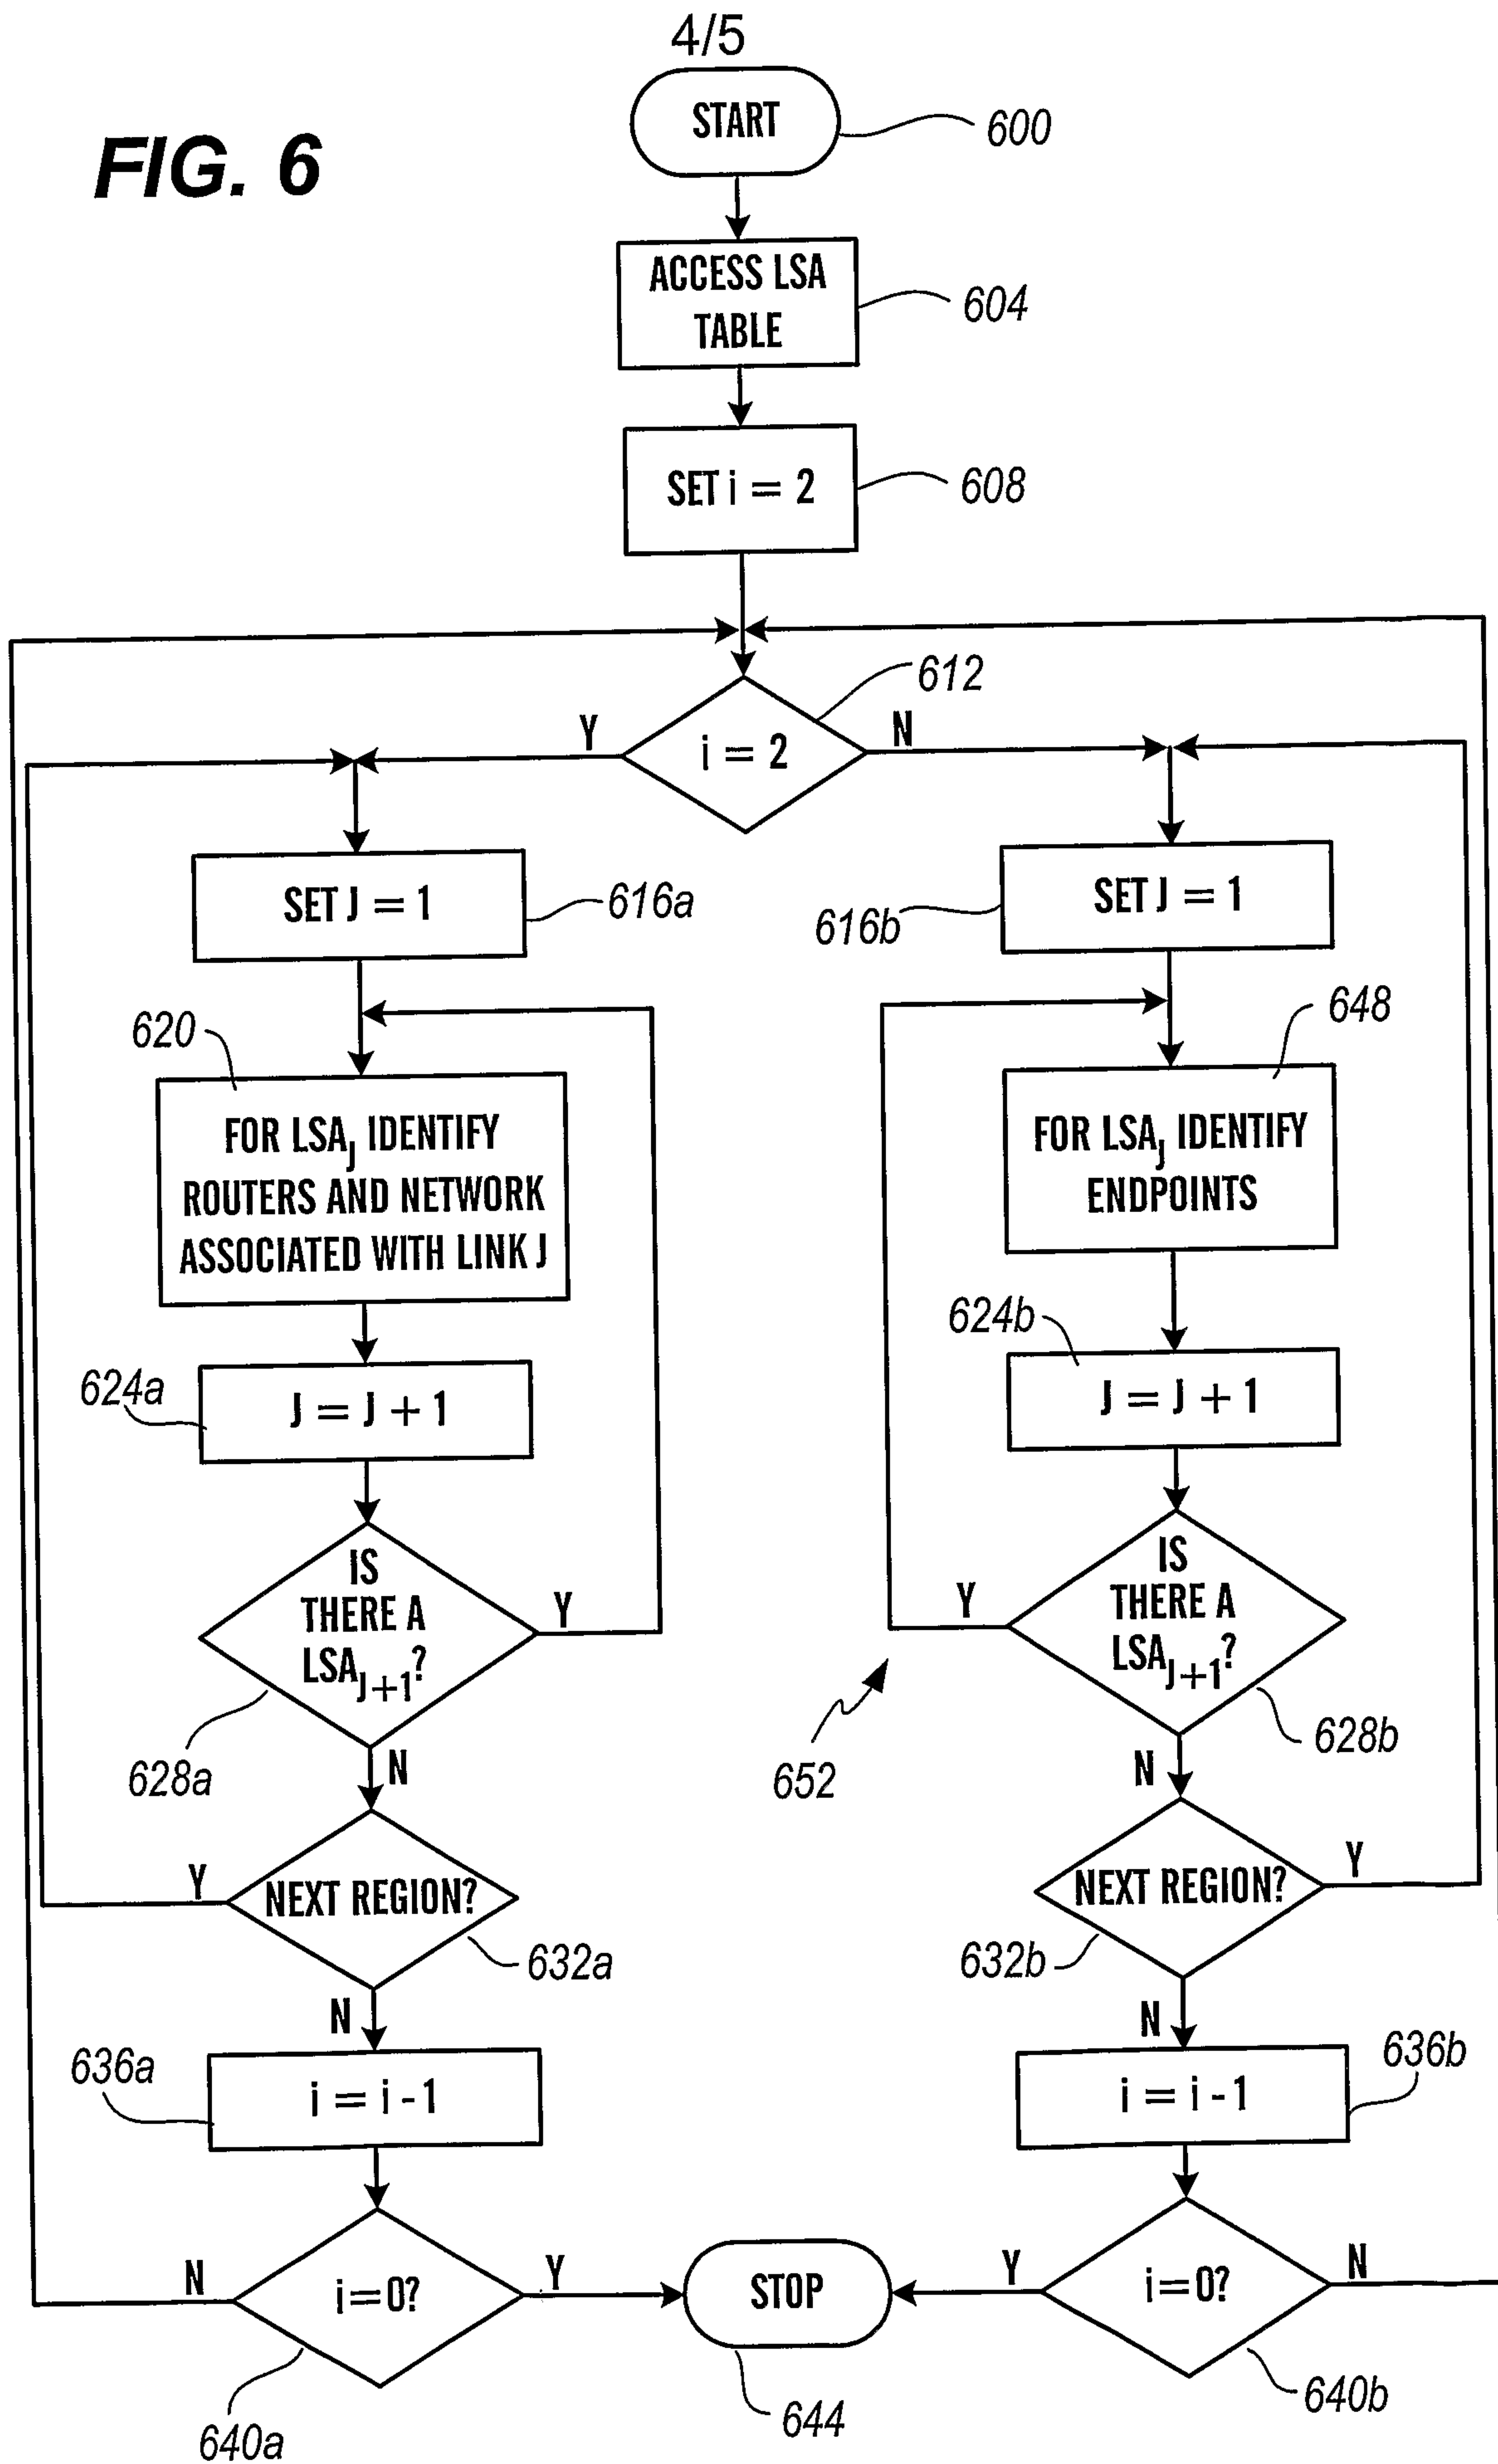 4/5
FIG. 6
START
600
ACCESS LSA
TABLE
604
SET i = 2
608
612
Y
i = 2
N
SET J = 1
616a
SET J = 1
616b
620
FOR LSAJ IDENTIFY
ROUTERS AND NETWORK
ASSOCIATED WITH LINK J
648
FOR LSAJ IDENTIFY
ENDPOINTS
624a
J = J + 1
624b
J = J + 1
IS
THERE A
LSAJ+1?
Y
628a
N
IS
THERE A
LSAJ+1?
Y
652
628b
N
Y
NEXT REGION?
632a
N
NEXT REGION?
Y
632b
N
636a
i = i - 1
636b
i = i - 1
N
i = 0?
Y
640a
STOP
644
Y
i = 0?
N
640b